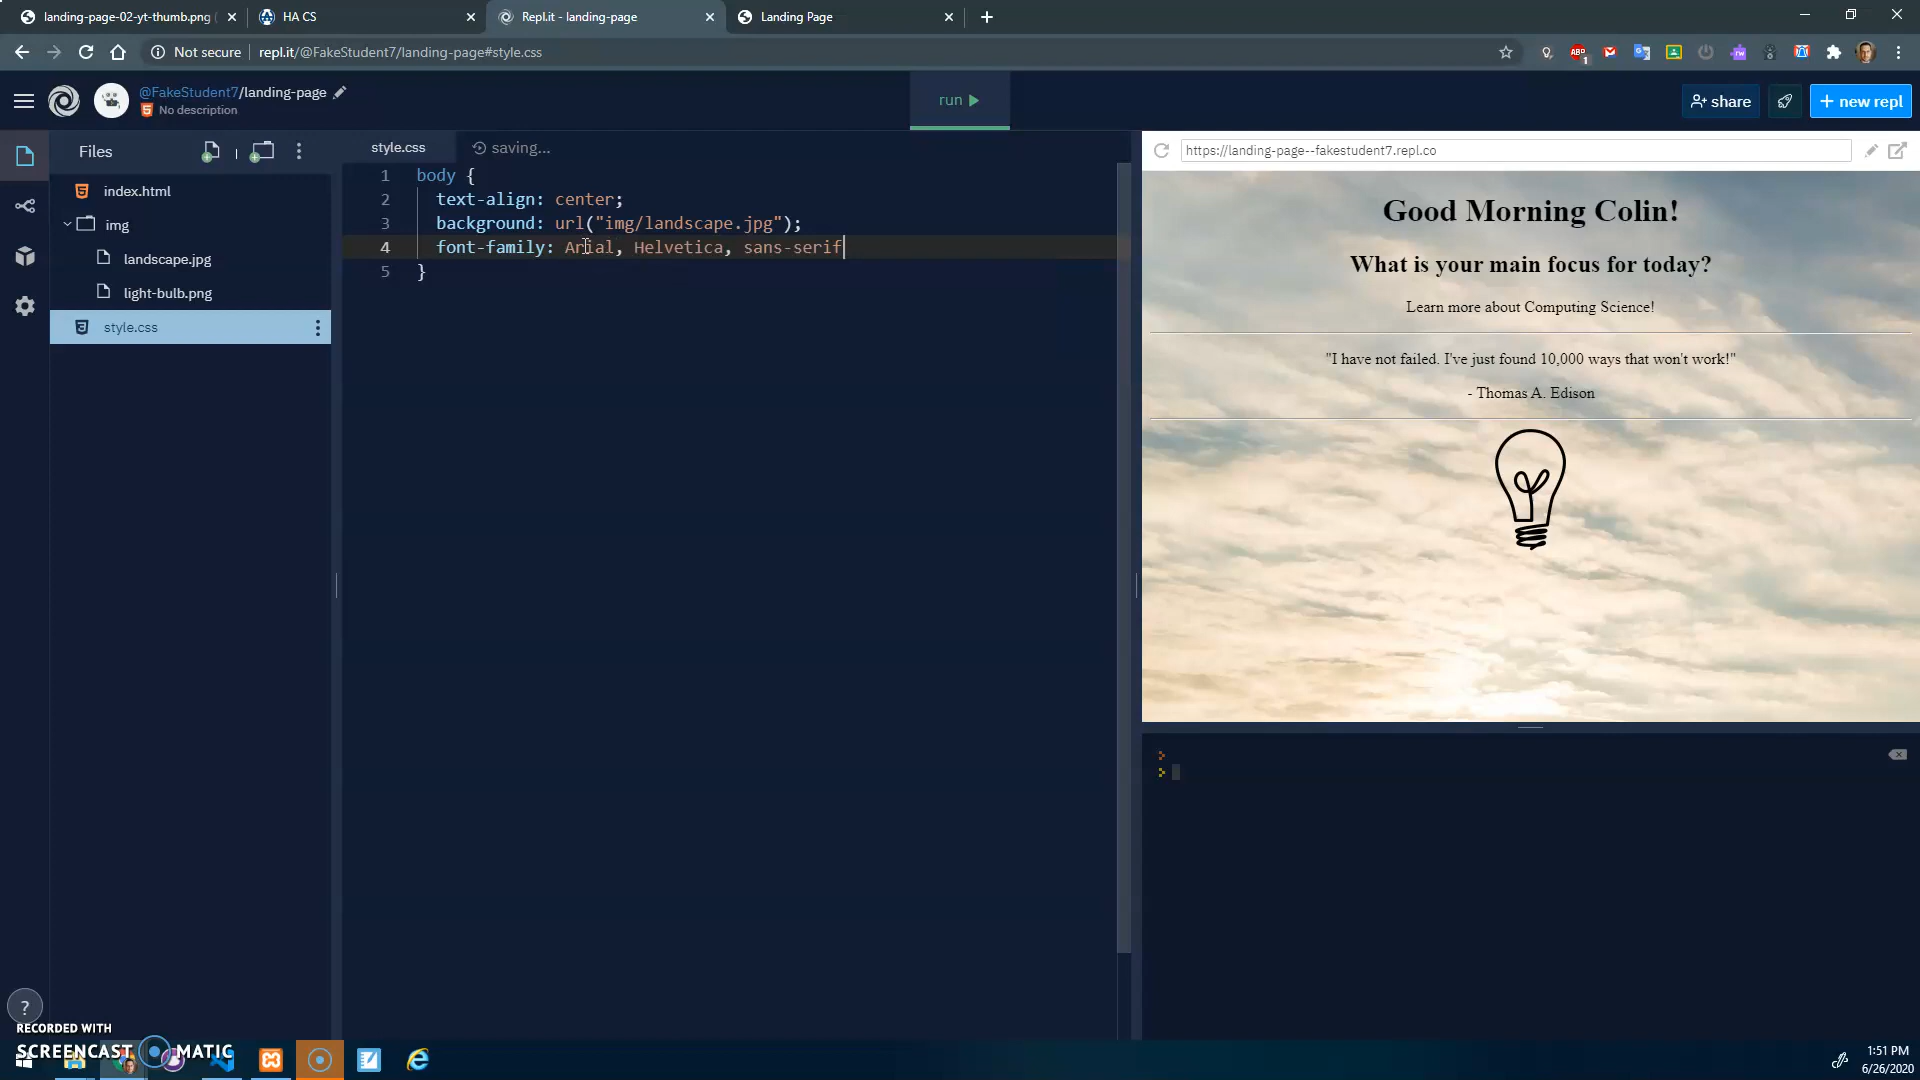 landing-page-02-yt-thumb.png (
HA CS
Repl.it - landing-page
Landing Page
Not secure
repl.it/@FakeStudent7/landing-page#style.css
@FakeStudent7/landing-page
No description
run
share
+ new repl
Files
index.html
img
landscape.jpg
light-bulb.png
style.css
style.css
saving...
1 body {
2 text-align: center;
3 background: url("img/landscape.jpg");
4 font-family: Arial, Helvetica, sans-serif
5 }
https://landing-page--fakestudent7.repl.co
Good Morning Colin!
What is your main focus for today?
Learn more about Computing Science!
"I have not failed. I've just found 10,000 ways that won't work!"
- Thomas A. Edison
?
RECORDED WITH
SCREENCAST MATIC
1:51 PM
6/26/2020